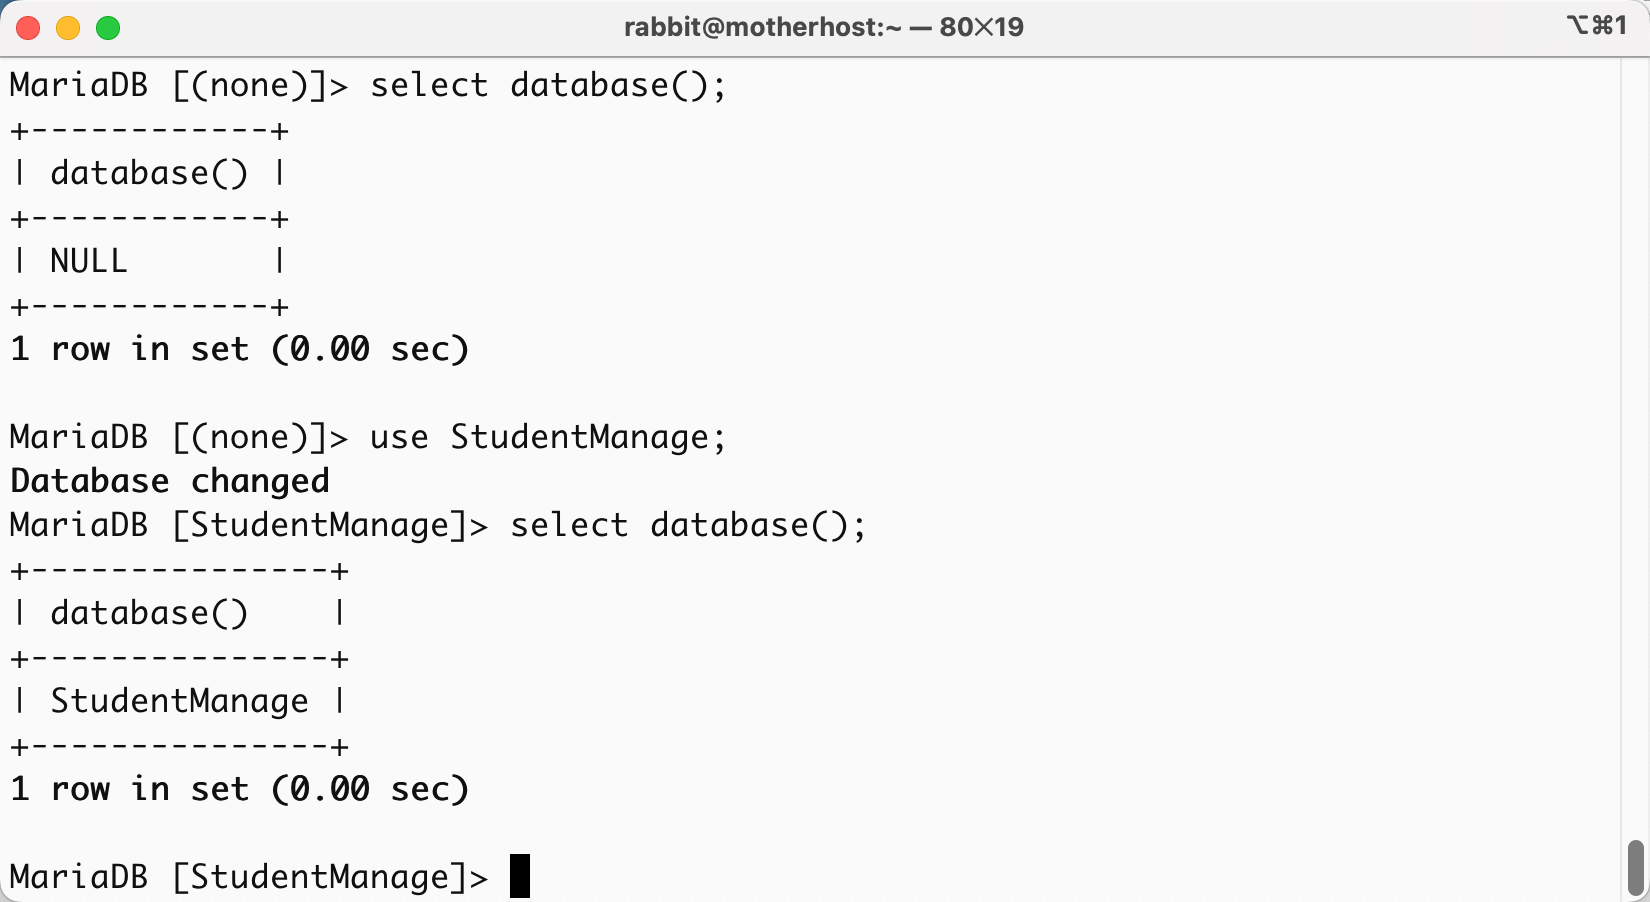 rabbit@motherhost:~ — 80✕19
⌥⌘1
MariaDB [(none)]> select database();
+------------+
| database() |
+------------+
| NULL       |
+------------+
1 row in set (0.00 sec)

MariaDB [(none)]> use StudentManage;
Database changed
MariaDB [StudentManage]> select database();
+---------------+
| database()    |
+---------------+
| StudentManage |
+---------------+
1 row in set (0.00 sec)

MariaDB [StudentManage]>